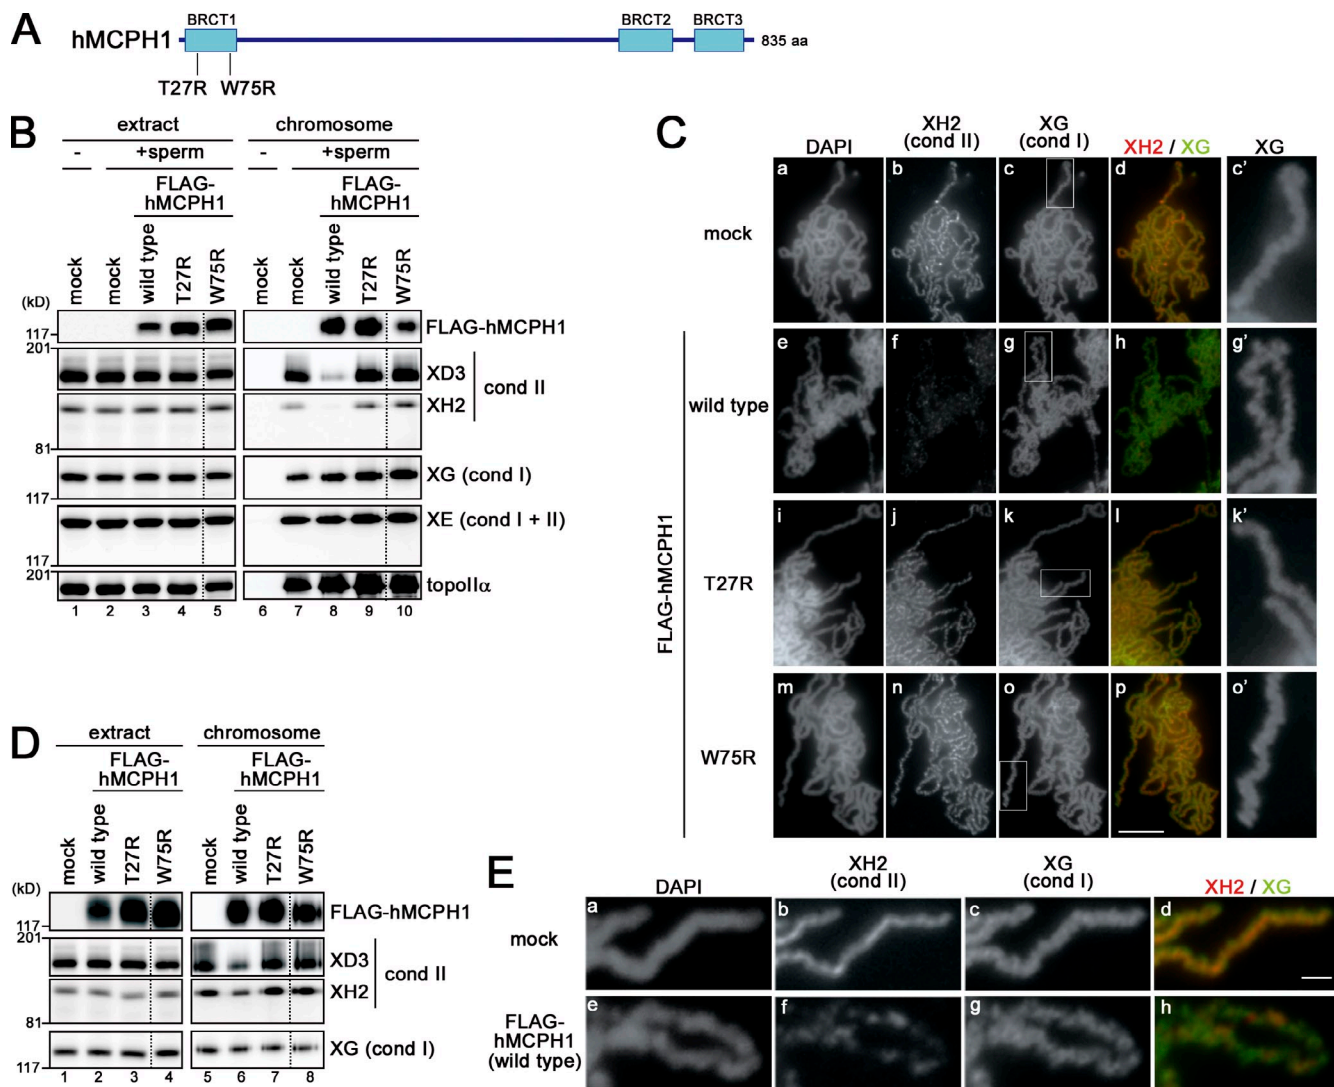 A
hMCPH1
BRCT1
BRCT2
BRCT3
835 aa
T27R
W75R
B
extract
chromosome
-
+sperm
-
+sperm
FLAG-
hMCPH1
FLAG-
hMCPH1
mock
mock
wild type
T27R
W75R
mock
mock
wild type
T27R
W75R
(kD)
117
FLAG-hMCPH1
201
XD3
cond II
XH2
81
XG (cond I)
117
XE (cond I + II)
117
201
topoIIα
1 2 3 4 5 6 7 8 9 10
C
DAPI
XH2
(cond II)
XG
(cond I)
XH2 / XG
XG
mock
a b c d c'
FLAG-hMCPH1
wild type
e f g h g'
T27R
i j k l k'
W75R
m n o p o'
D
extract
chromosome
FLAG-
hMCPH1
FLAG-
hMCPH1
mock
wild type
T27R
W75R
mock
wild type
T27R
W75R
(kD)
117
FLAG-hMCPH1
201
XD3
cond II
XH2
81
XG (cond I)
117
1 2 3 4 5 6 7 8
E
DAPI
XH2
(cond II)
XG
(cond I)
XH2 / XG
mock
a b c d
FLAG-
hMCPH1
(wild type)
e f g h